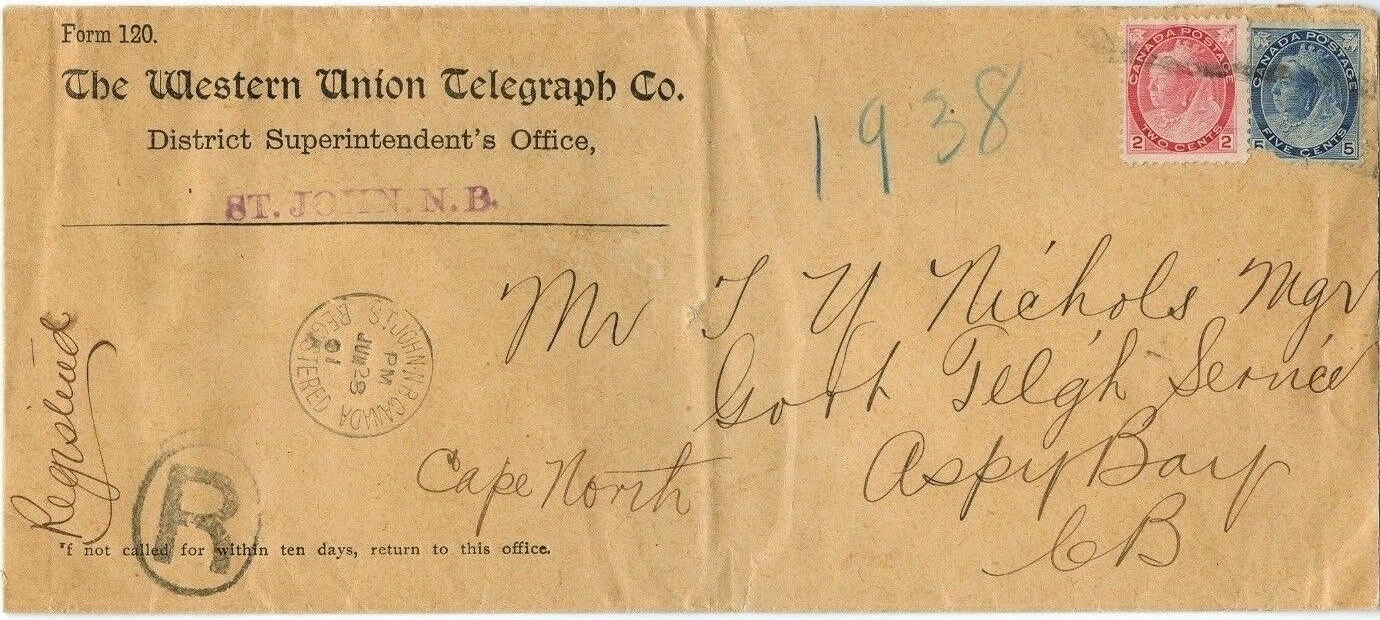 Form 120.
The Western Union Telegraph Co.
District Superintendent's Office,
ST. JOHN. N.B.
1938
CANADA POSTAGE
TWO CENTS
2 2
CANADA POSTAGE
FIVE CENTS
5 5
Mr T Y Nichols Mgr
Govt Telgh Service
Aspy Bay
CB
Cape North
ST. JOHN. N.B. CANADA
PM
JUN 28
01
REGISTERED
Registered
R
If not called for within ten days, return to this office.